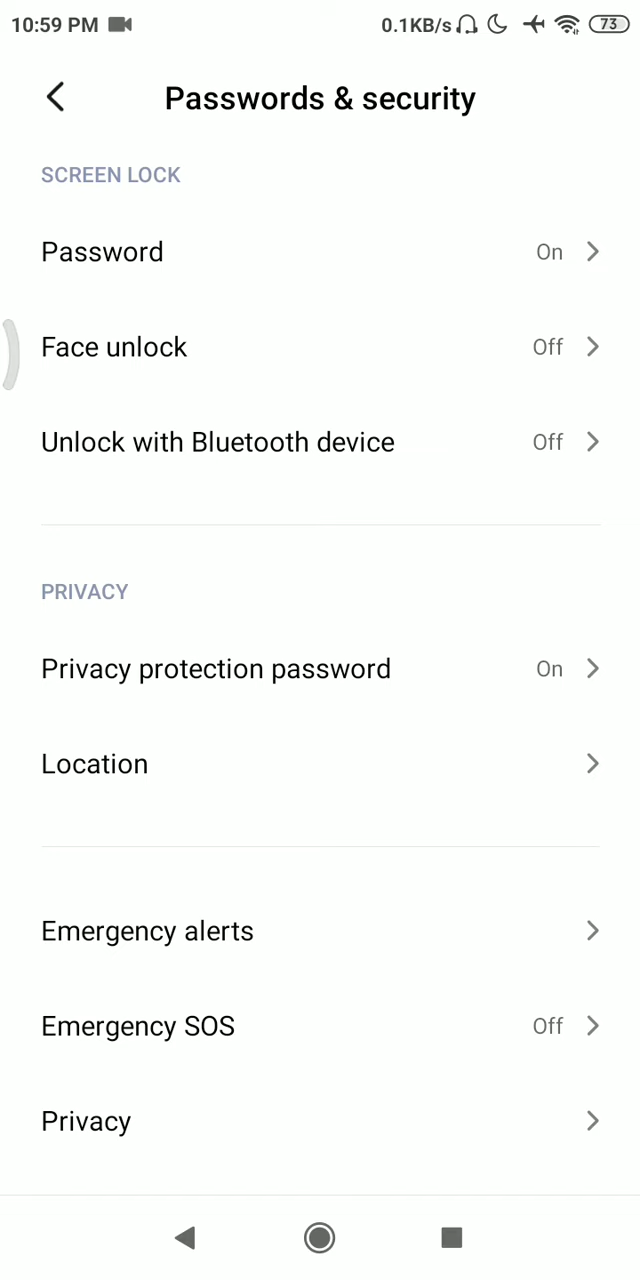 10:59 PM 0.1KB/s 73
Passwords & security
SCREEN LOCK
Password On
Face unlock Off
Unlock with Bluetooth device Off
PRIVACY
Privacy protection password On
Location
Emergency alerts
Emergency SOS Off
Privacy